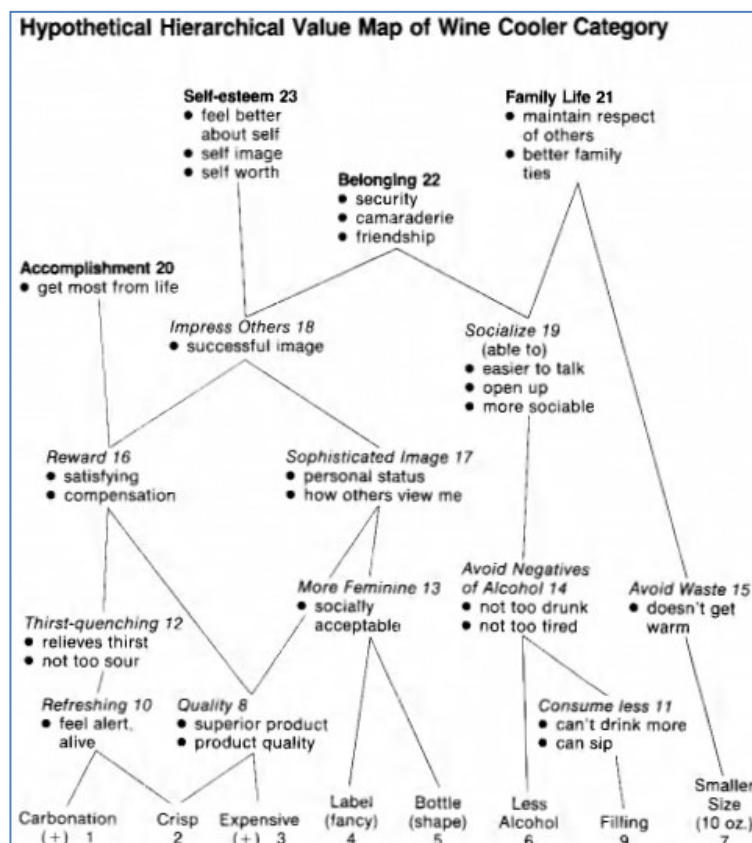 Hypothetical Hierarchical Value Map of Wine Cooler Category
Self-esteem 23
● feel better
about self
● self image
● self worth
Family Life 21
● maintain respect
of others
● better family
ties
Belonging 22
● security
● camaraderie
● friendship
Accomplishment 20
● get most from life
Impress Others 18
● successful image
Socialize 19
(able to)
● easier to talk
● open up
● more sociable
Reward 16
● satisfying
● compensation
Sophisticated Image 17
● personal status
● how others view me
Thirst-quenching 12
● relieves thirst
● not too sour
More Feminine 13
● socially
acceptable
Avoid Negatives
of Alcohol 14
● not too drunk
● not too tired
Avoid Waste 15
● doesn't get
warm
Refreshing 10
● feel alert,
alive
Quality 8
● superior product
● product quality
Consume less 11
● can't drink more
● can sip
Carbonation
(+) 1
Crisp
2
Expensive
(+) 3
Label
(fancy)
4
Bottle
(shape)
5
Less
Alcohol
6
Filling
9
Smaller
Size
(10 oz.)
7